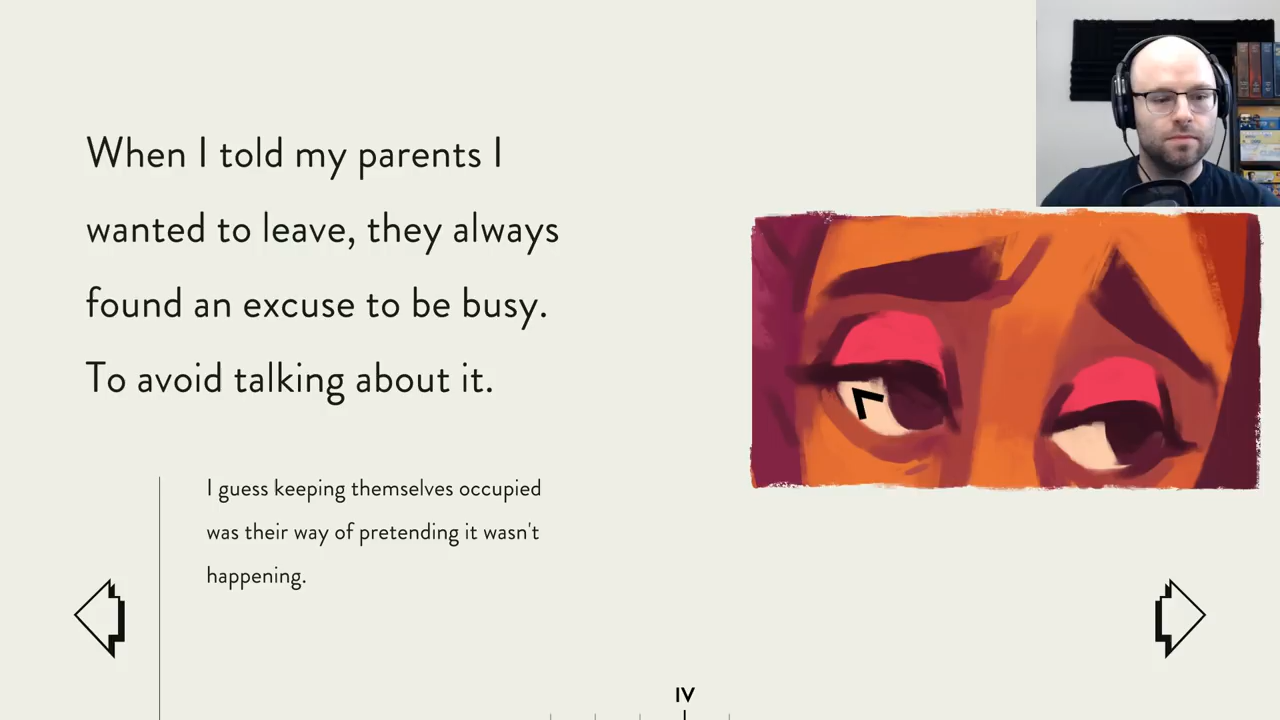 When I told my parents I
wanted to leave, they always
found an excuse to be busy.
To avoid talking about it.
I guess keeping themselves occupied
was their way of pretending it wasn't
happening.
IV